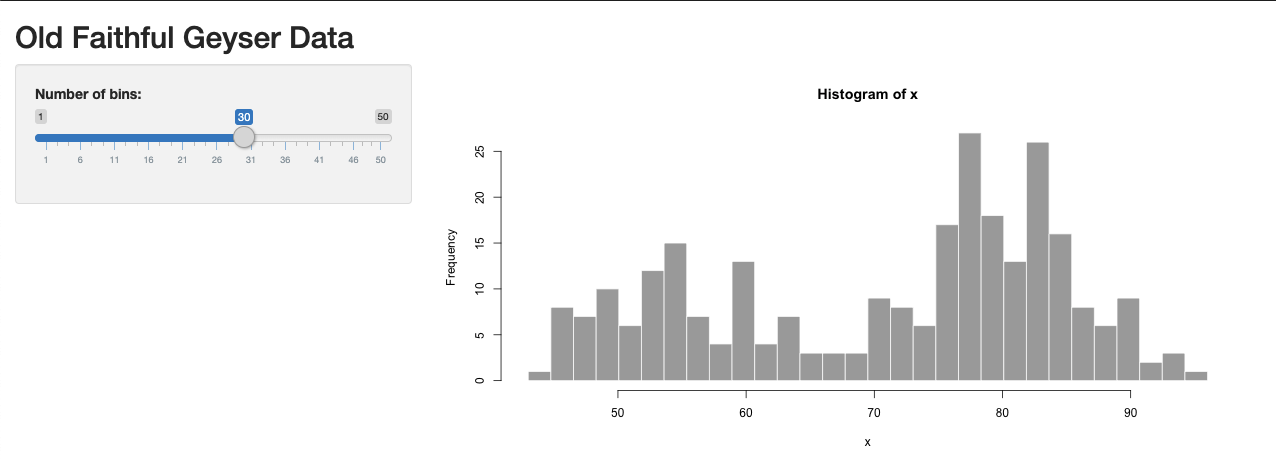 Old Faithful Geyser Data
Number of bins:
1 30 50
1 6 11 16 21 26 31 36 41 46 50
Histogram of x
Frequency
25
20
15
10
5
0
50 60 70 80 90
x